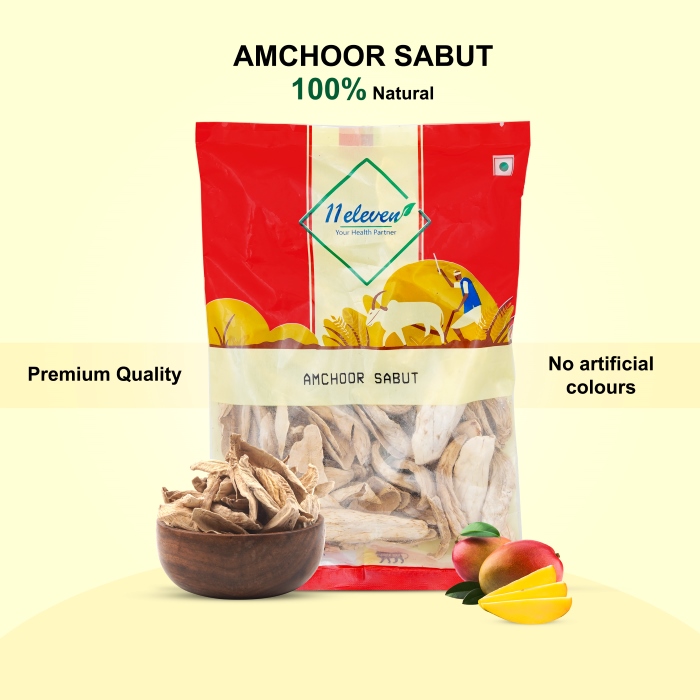 AMCHOOR SABUT
100% Natural
11eleven
Your Health Partner
Premium Quality
AMCHOOR SABUT
No artificial
colours